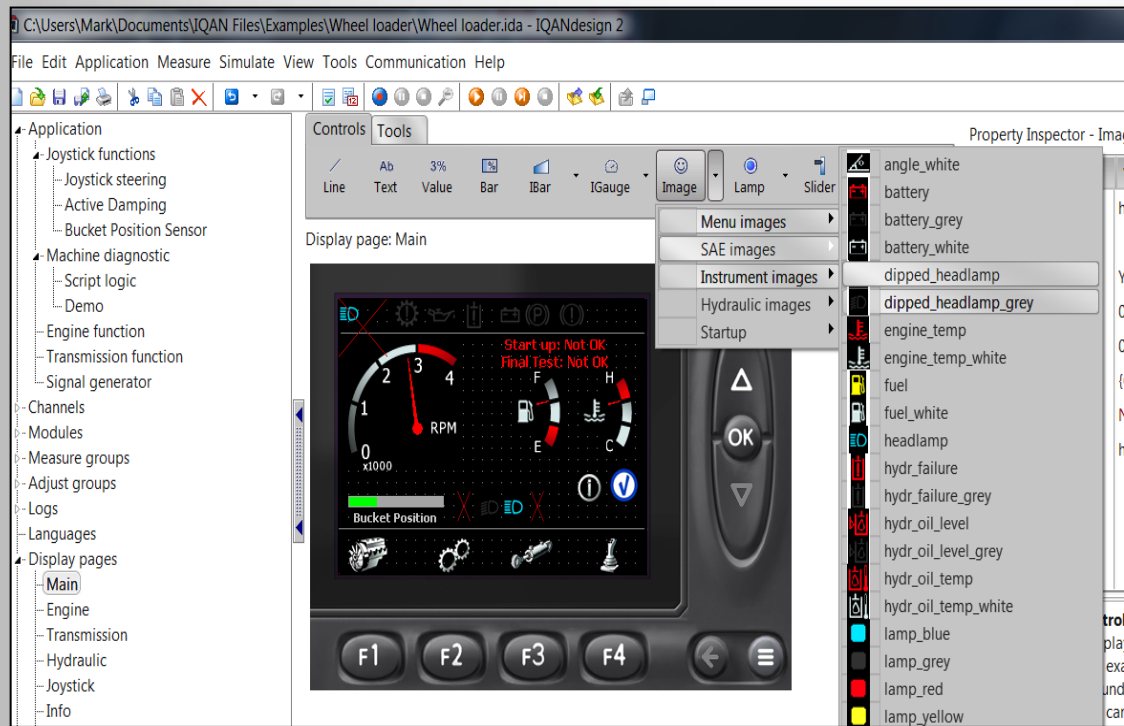 C:\Users\Mark\Documents\IQAN Files\Examples\Wheel loader\Wheel loader.ida - IQANdesign 2
File Edit Application Measure Simulate View Tools Communication Help
Application
Joystick functions
Joystick steering
Active Damping
Bucket Position Sensor
Machine diagnostic
Script logic
Demo
Engine function
Transmission function
Signal generator
Channels
Modules
Measure groups
Adjust groups
Logs
Languages
Display pages
Main
Engine
Transmission
Hydraulic
Joystick
Info
Controls Tools
Property Inspector - Imag
Ab 3% %
Line Text Value Bar IBar IGauge Image Lamp Slider
Display page: Main
Menu images
SAE images
Instrument images
Hydraulic images
Startup
angle_white
battery
battery_grey
battery_white
dipped_headlamp
dipped_headlamp_grey
engine_temp
engine_temp_white
fuel
fuel_white
headlamp
hydr_failure
hydr_failure_grey
hydr_oil_level
hydr_oil_level_grey
hydr_oil_temp
hydr_oil_temp_white
lamp_blue
lamp_grey
lamp_red
lamp_yellow
P
Start up: Not OK
Final Test: Not OK
0 1 2 3 4
RPM
x1000
F
E
H
C
Bucket Position
OK
F1 F2 F3 F4